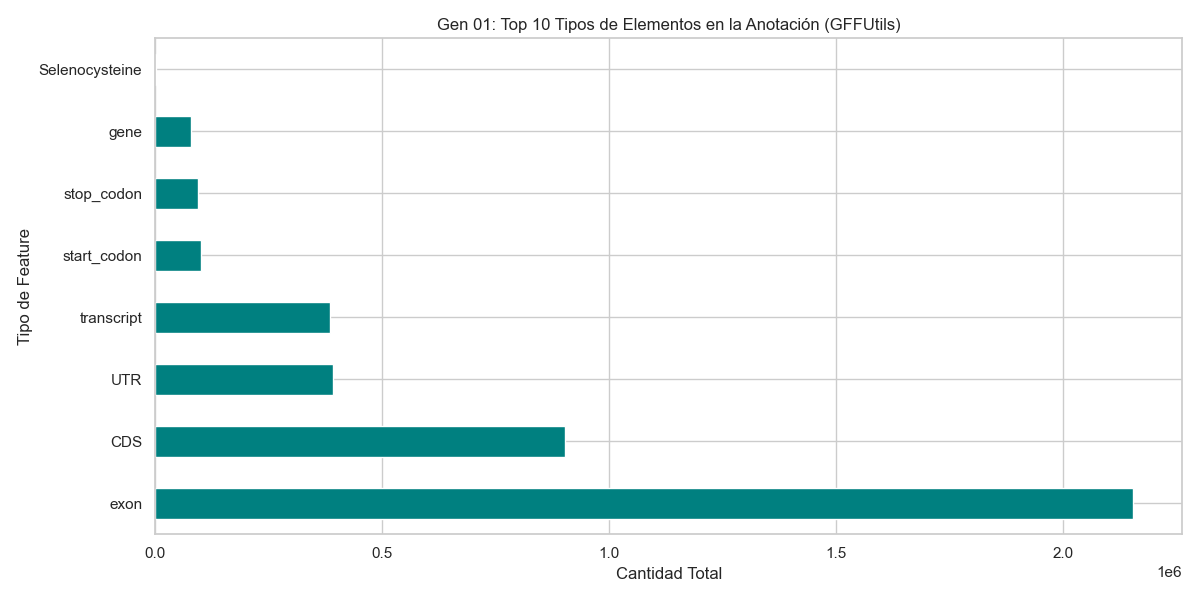 Gen 01: Top 10 Tipos de Elementos en la Anotación (GFFUtils)
Tipo de Feature
Selenocysteine
gene
stop_codon
start_codon
transcript
UTR
CDS
exon
0.0 0.5 1.0 1.5 2.0
1e6
Cantidad Total